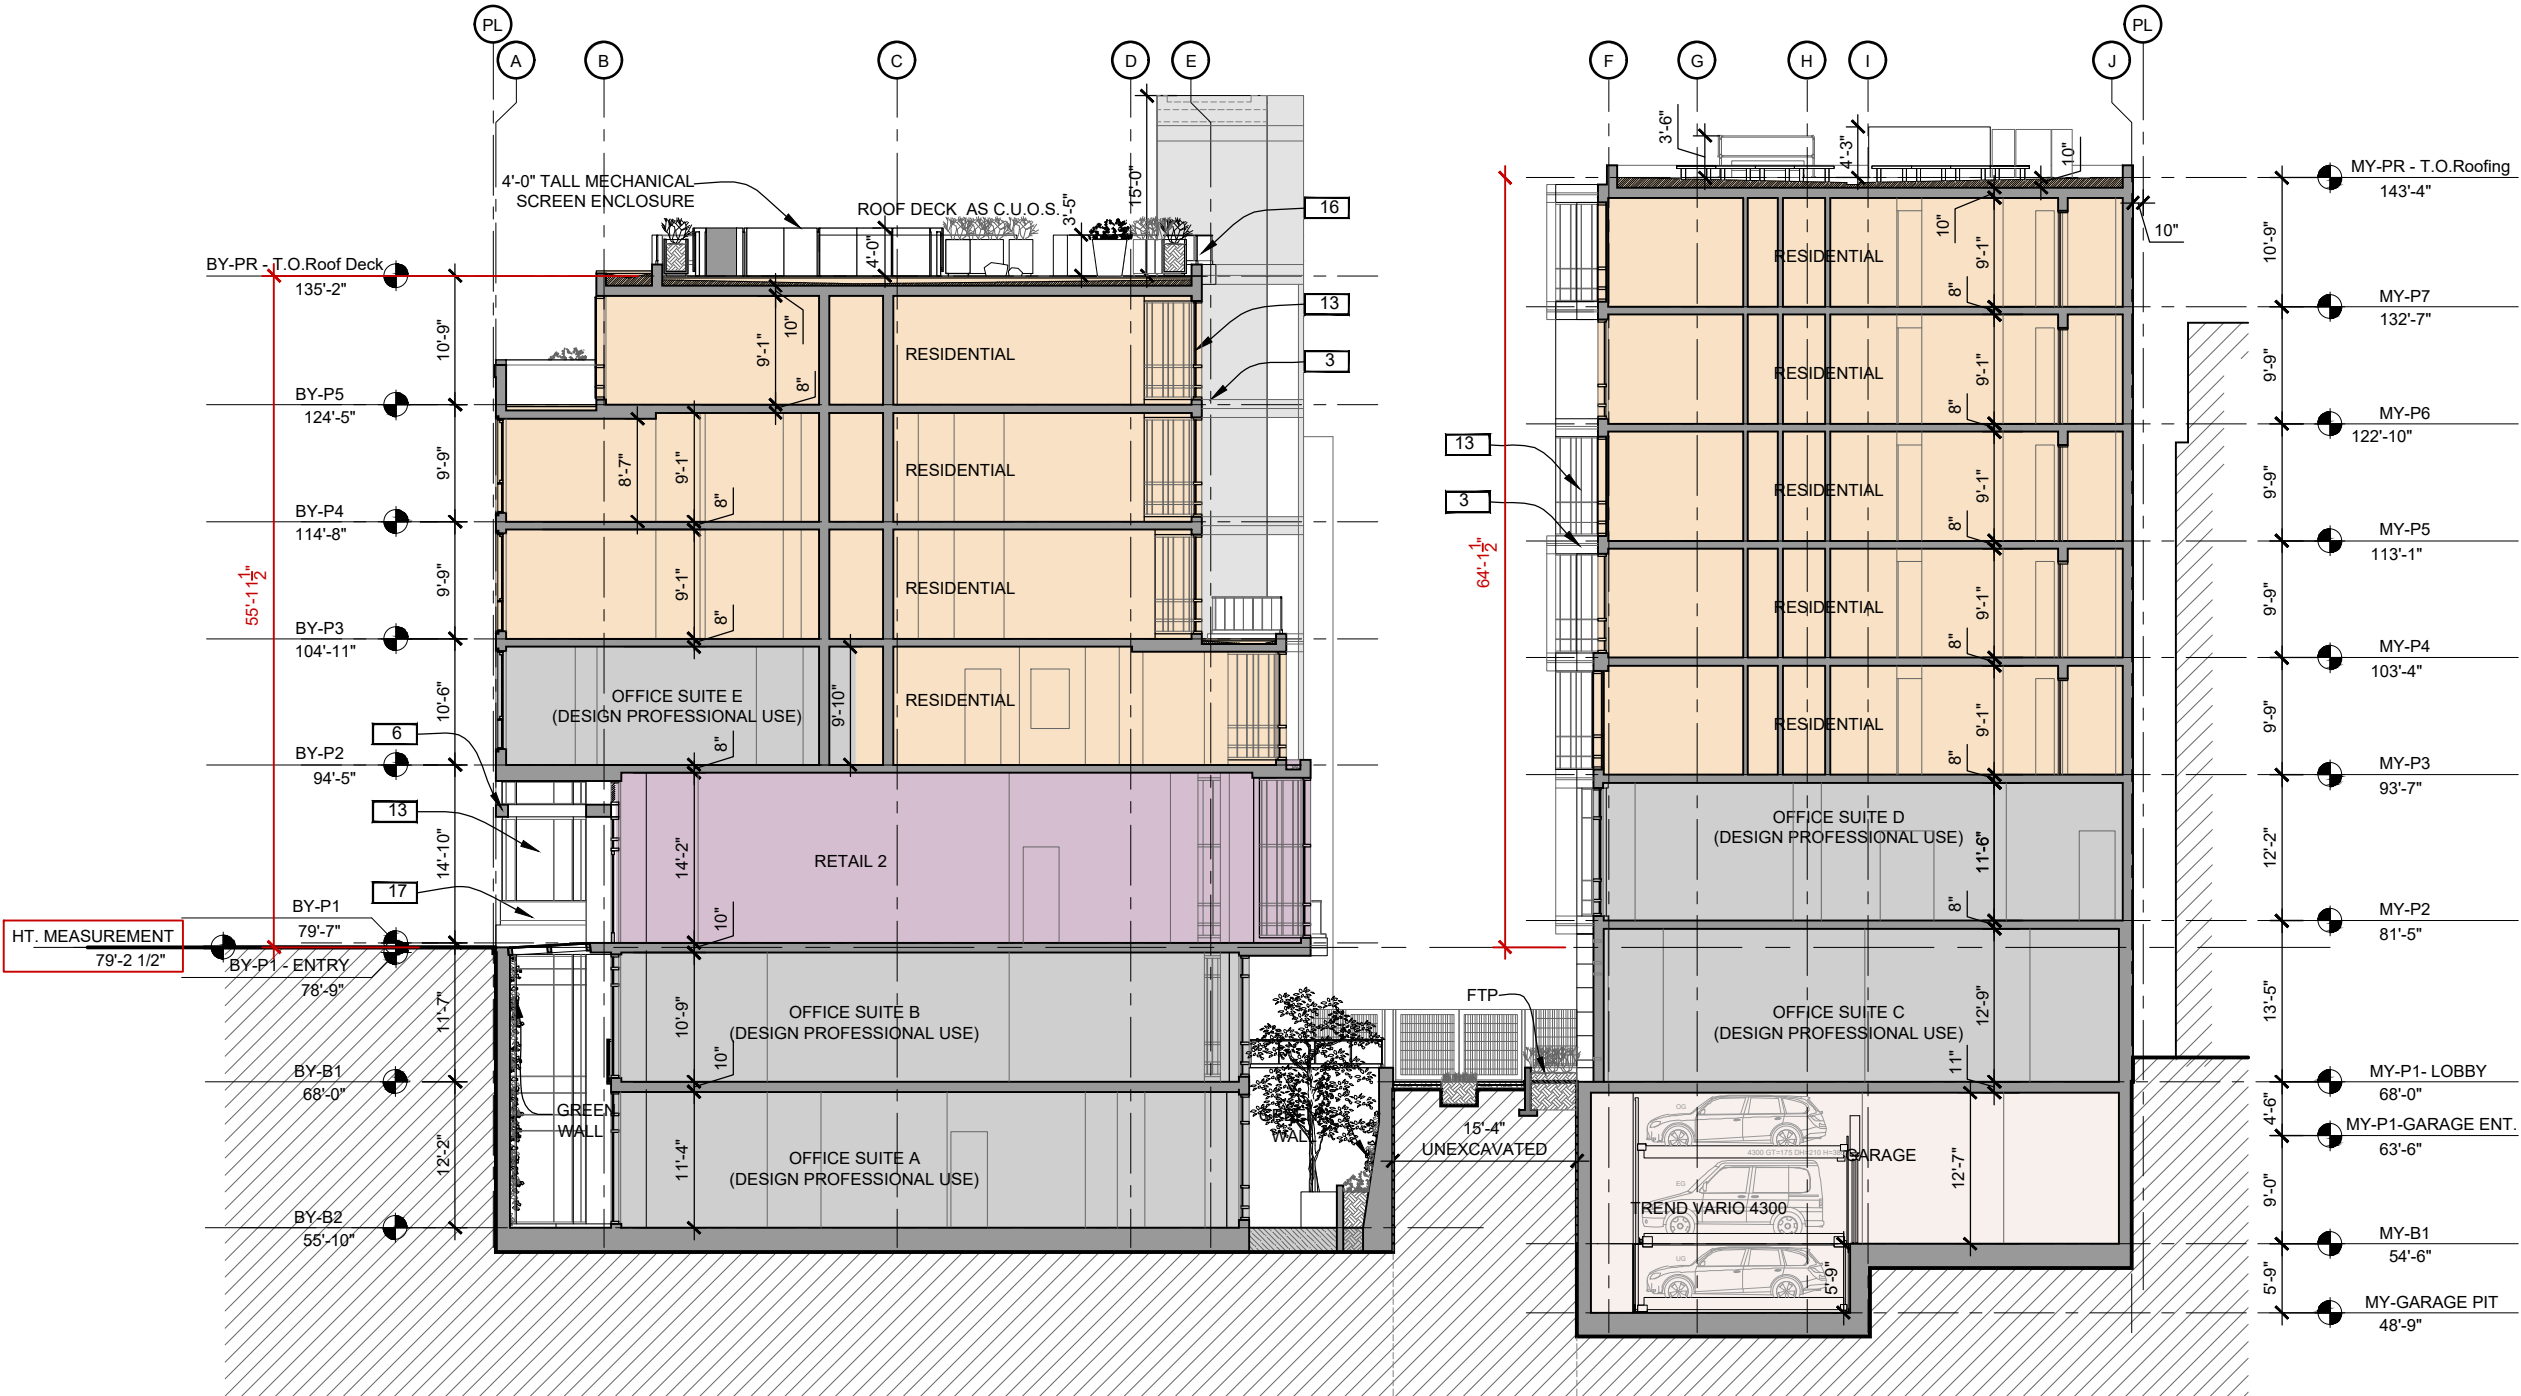 PL
A
B
C
D
E
F
G
H
I
J
PL
4'-0" TALL MECHANICAL
SCREEN ENCLOSURE
ROOF DECK AS C.U.O.S.
4'-0"
3'-5"
15'-0"
16
13
3
BY-PR - T.O.Roof Deck
135'-2"
10'-9"
BY-P5
124'-5"
9'-9"
BY-P4
114'-8"
9'-9"
BY-P3
104'-11"
10'-6"
BY-P2
94'-5"
14'-10"
BY-P1
79'-7"
HT. MEASUREMENT
79'-2 1/2"
BY-P1 - ENTRY
78'-9"
11'-7"
BY-B1
68'-0"
12'-2"
BY-B2
55'-10"
55'-11 1/2"
6
13
17
10"
9'-1"
8"
RESIDENTIAL
8'-7"
9'-1"
8"
RESIDENTIAL
9'-1"
8"
RESIDENTIAL
OFFICE SUITE E
(DESIGN PROFESSIONAL USE)
9'-10"
8"
RESIDENTIAL
14'-2"
RETAIL 2
10"
OFFICE SUITE B
(DESIGN PROFESSIONAL USE)
10'-9"
10"
OFFICE SUITE A
(DESIGN PROFESSIONAL USE)
11'-4"
GREEN
WALL
FTP
15'-4"
UNEXCAVATED
13
3
64'-1 1/2"
3'-6"
4'-3"
10"
10"
10"
RESIDENTIAL
9'-1"
8"
RESIDENTIAL
9'-1"
8"
RESIDENTIAL
9'-1"
8"
RESIDENTIAL
9'-1"
8"
RESIDENTIAL
9'-1"
8"
OFFICE SUITE D
(DESIGN PROFESSIONAL USE)
11'-6"
8"
OFFICE SUITE C
(DESIGN PROFESSIONAL USE)
12'-9"
11"
OG
GARAGE
EG
TREND VARIO 4300
UG
12'-7"
5'-9"
MY-PR - T.O.Roofing
143'-4"
10'-9"
MY-P7
132'-7"
9'-9"
MY-P6
122'-10"
9'-9"
MY-P5
113'-1"
9'-9"
MY-P4
103'-4"
9'-9"
MY-P3
93'-7"
12'-2"
MY-P2
81'-5"
13'-5"
MY-P1- LOBBY
68'-0"
4'-6"
MY-P1-GARAGE ENT.
63'-6"
9'-0"
MY-B1
54'-6"
5'-9"
MY-GARAGE PIT
48'-9"